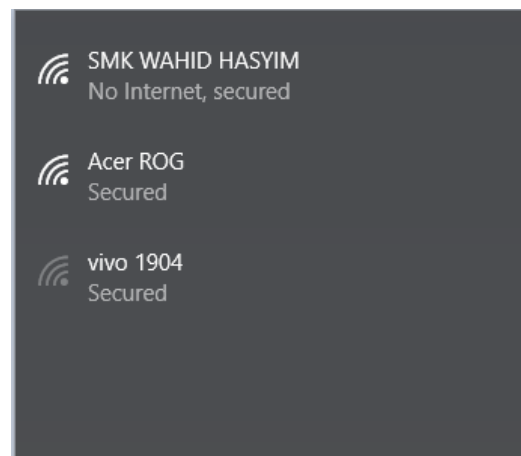 SMK WAHID HASYIM
No Internet, secured
Acer ROG
Secured
vivo 1904
Secured